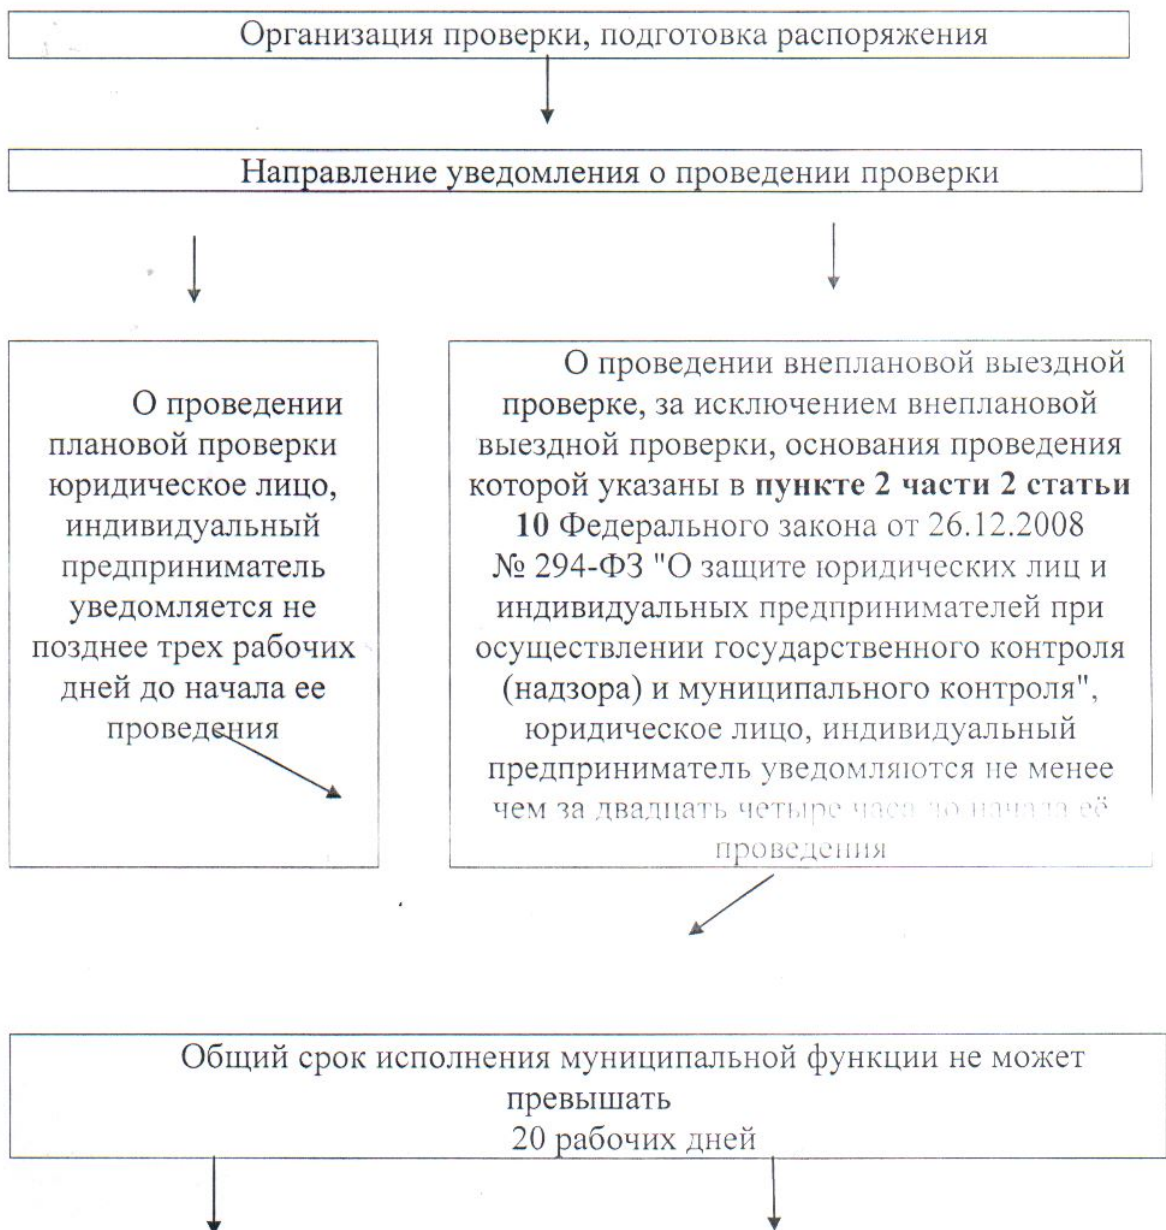 Организация проверки, подготовка распоряжения
Направление уведомления о проведении проверки
О проведении
плановой проверки
юридическое лицо,
индивидуальный
предприниматель
уведомляется не
позднее трех рабочих
дней до начала ее
проведения
О проведении внеплановой выездной
проверке, за исключением внеплановой
выездной проверки, основания проведения
которой указаны в пункте 2 части 2 статьи
10 Федерального закона от 26.12.2008
№ 294-ФЗ "О защите юридических лиц и
индивидуальных предпринимателей при
осуществлении государственного контроля
(надзора) и муниципального контроля",
юридическое лицо, индивидуальный
предприниматель уведомляются не менее
чем за двадцать четыре часа до начала её
проведения
Общий срок исполнения муниципальной функции не может
превышать
20 рабочих дней